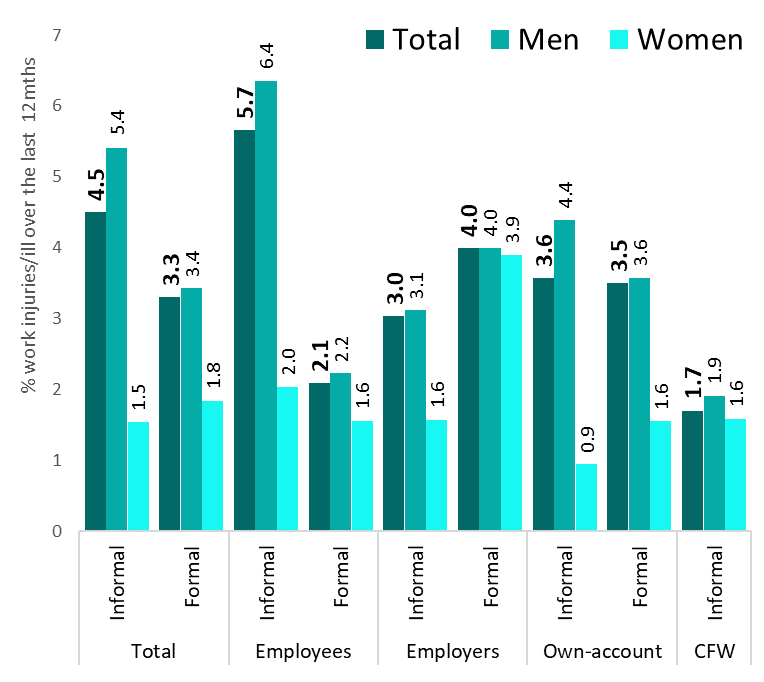 Total Men Women
% work injuries/ill over the last 12mths
7
6
5
4
3
2
1
0
4.5 5.4 1.5
3.3 3.4 1.8
5.7 6.4 2.0
2.1 2.2 1.6
3.0 3.1 1.6
4.0 4.0 3.9
3.6 4.4 0.9
3.5 3.6 1.6
1.7 1.9 1.6
Informal Formal Informal Formal Informal Formal Informal Formal Informal
Total Employees Employers Own-account CFW